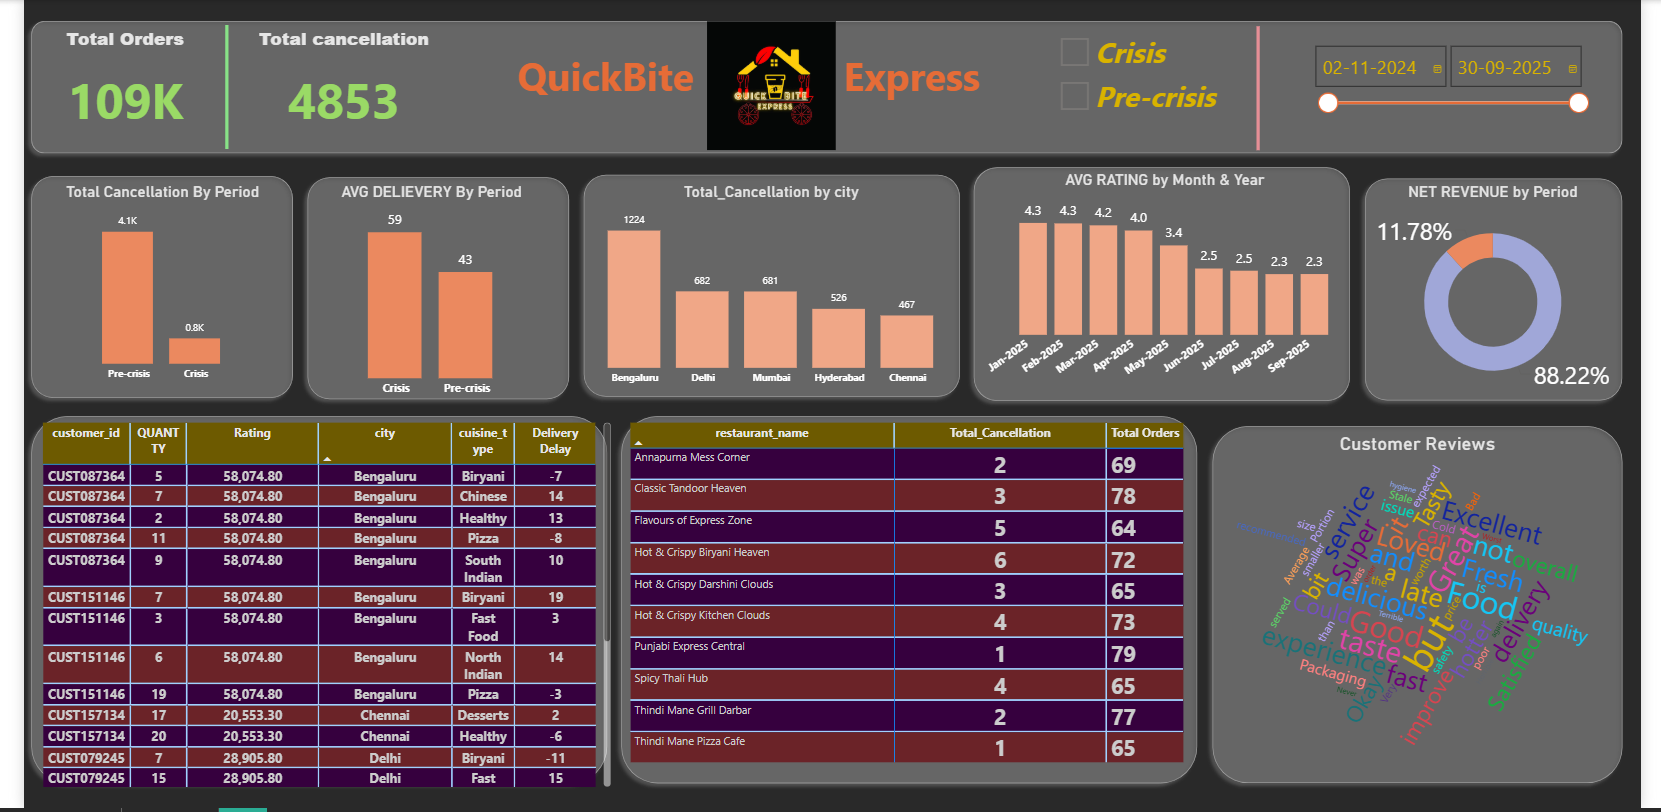 Total Orders
109K
Total cancellation
4853
QuickBite
QUICK BITE
EXPRESS
Express
Crisis
Pre-crisis
02-11-2024
30-09-2025
Total Cancellation By Period
4.1K
0.8K
Pre-crisis
Crisis
AVG DELIEVERY By Period
59
43
Crisis
Pre-crisis
Total_Cancellation by city
1224
682
681
526
467
Bengaluru
Delhi
Mumbai
Hyderabad
Chennai
AVG RATING by Month & Year
4.3
4.3
4.2
4.0
3.4
2.5
2.5
2.3
2.3
Jan-2025
Feb-2025
Mar-2025
Apr-2025
May-2025
Jun-2025
Jul-2025
Aug-2025
Sep-2025
NET REVENUE by Period
11.78%
88.22%
customer_id QUANT Rating city cuisine_t Delivery
TY ype Delay
CUST087364 5 58,074.80 Bengaluru Biryani -7
CUST087364 7 58,074.80 Bengaluru Chinese 14
CUST087364 2 58,074.80 Bengaluru Healthy 13
CUST087364 11 58,074.80 Bengaluru Pizza -8
CUST087364 9 58,074.80 Bengaluru South 10
Indian
CUST151146 7 58,074.80 Bengaluru Biryani 19
CUST151146 3 58,074.80 Bengaluru Fast 3
Food
CUST151146 6 58,074.80 Bengaluru North 14
Indian
CUST151146 19 58,074.80 Bengaluru Pizza -3
CUST157134 17 20,553.30 Chennai Desserts 2
CUST157134 20 20,553.30 Chennai Healthy -6
CUST079245 7 28,905.80 Delhi Biryani -11
CUST079245 15 28,905.80 Delhi Fast 15
restaurant_name Total_Cancellation Total Orders
Annapurna Mess Corner 2 69
Classic Tandoor Heaven 3 78
Flavours of Express Zone 5 64
Hot & Crispy Biryani Heaven 6 72
Hot & Crispy Darshini Clouds 3 65
Hot & Crispy Kitchen Clouds 4 73
Punjabi Express Central 1 79
Spicy Thali Hub 4 65
Thindi Mane Grill Darbar 2 77
Thindi Mane Pizza Cafe 1 65
Customer Reviews
hygiene
Stale
issue
expected
Tasty
Bad
Excellent
service
size
Portion
smaller
Average
Super
it
Loved
Cold
can
Great
not
overall
and
a
was
the
worth
Fresh
is
bit
delicious
late
Food
served
Could
Terrible
price
be
delivery
than
Good
taste
but
hotter
quality
experience
safety
poor
Packaging
Never
Okay
Very
fast
improve
Satisfied